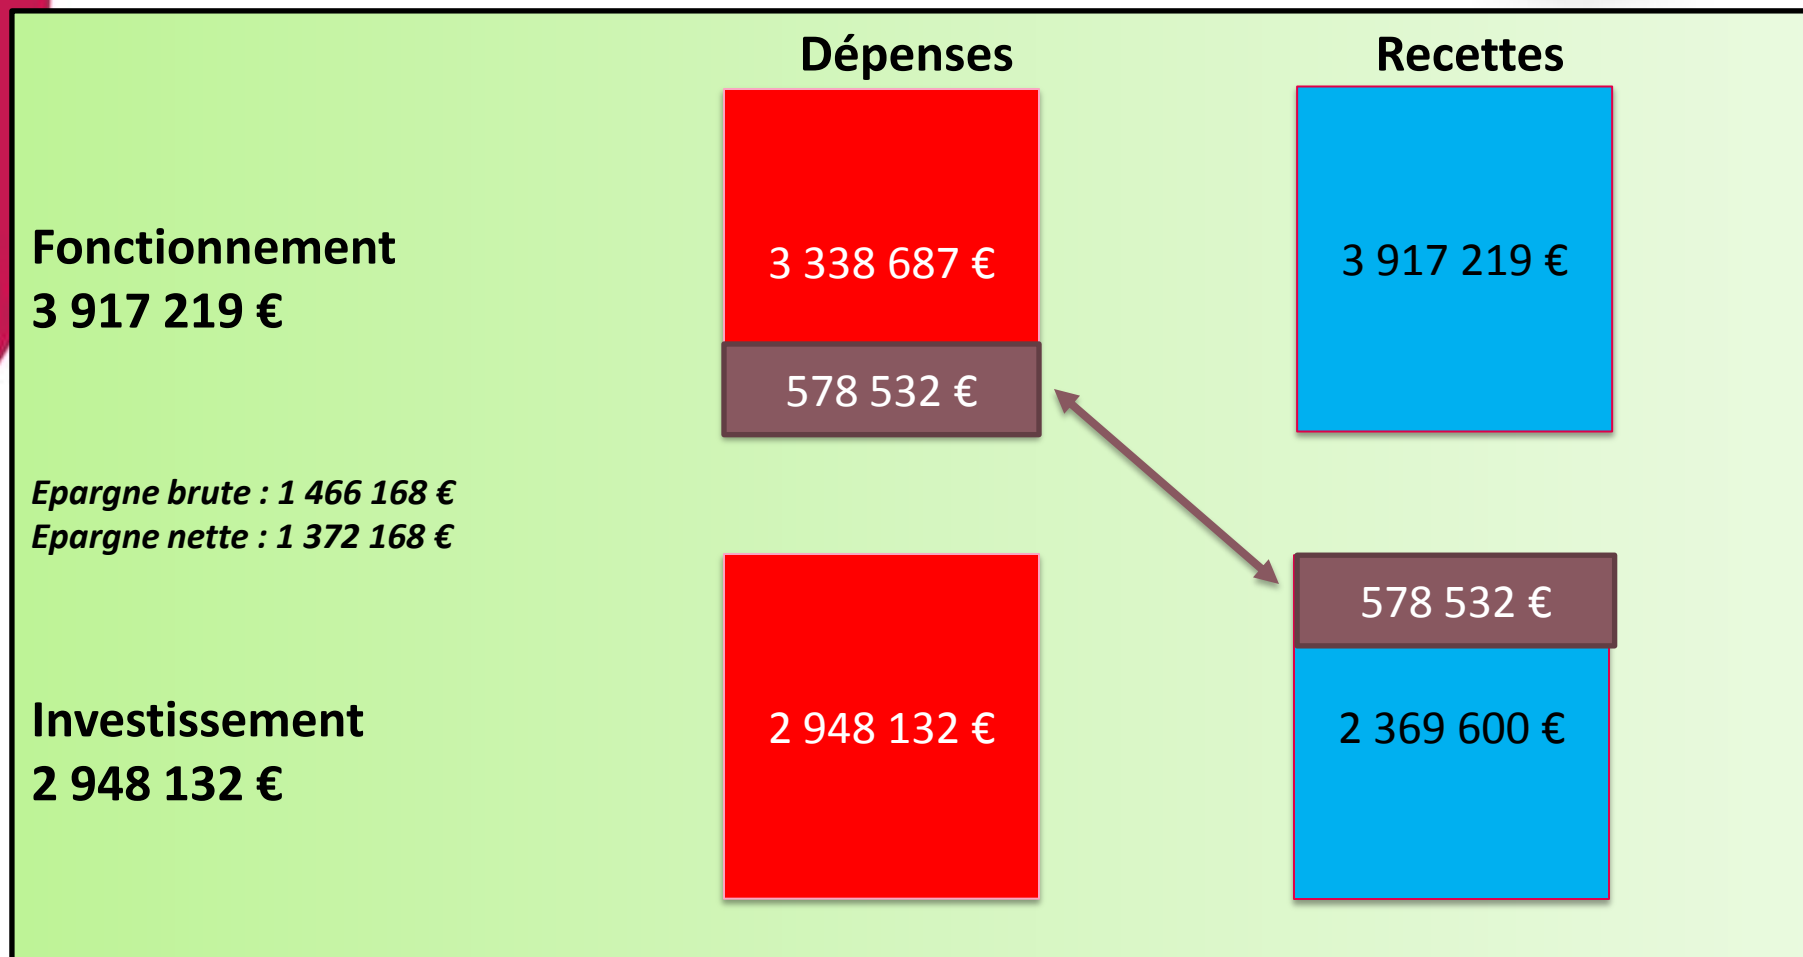 Dépenses
Recettes
Fonctionnement
3 917 219 €
3 338 687 €
3 917 219 €
578 532 €
Epargne brute : 1 466 168 €
Epargne nette : 1 372 168 €
578 532 €
Investissement
2 948 132 €
2 948 132 €
2 369 600 €